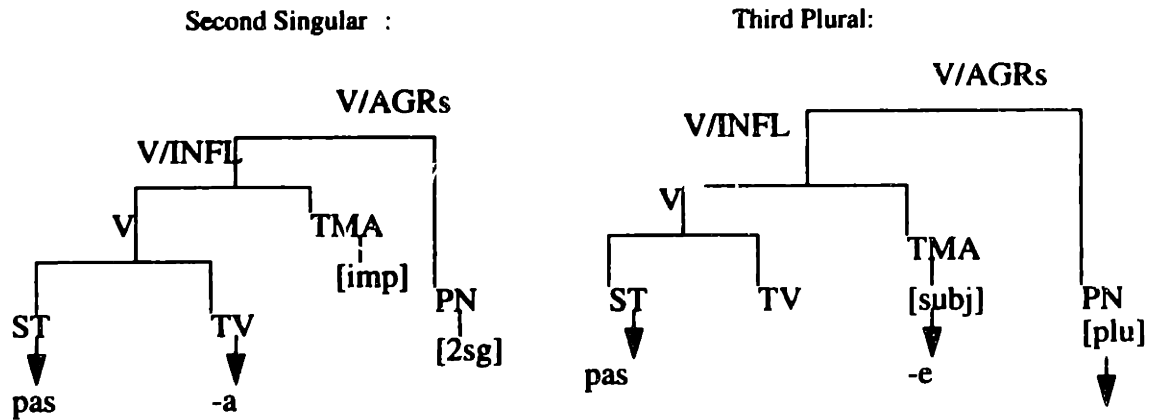 Second Singular :
V/AGRs
V/INFL
V
TMA
[imp]
ST
TV
PN
[2sg]
pas
-a
Third Plural:
V/AGRs
V/INFL
V
TMA
ST
TV
[subj]
PN
[plu]
pas
-e